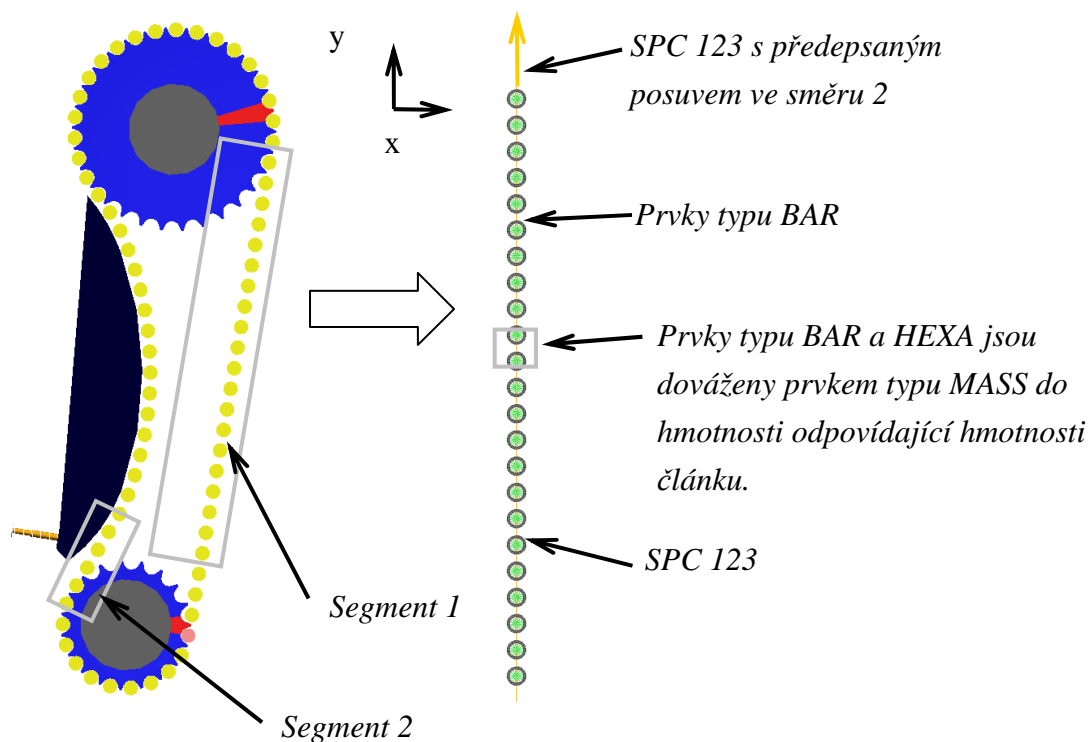 y
x
SPC 123 s předepsaným
posuvem ve směru 2
Prvky typu BAR
Prvky typu BAR a HEXA jsou
dováženy prvkem typu MASS do
hmotnosti odpovídající hmotnosti
článku.
SPC 123
Segment 1
Segment 2